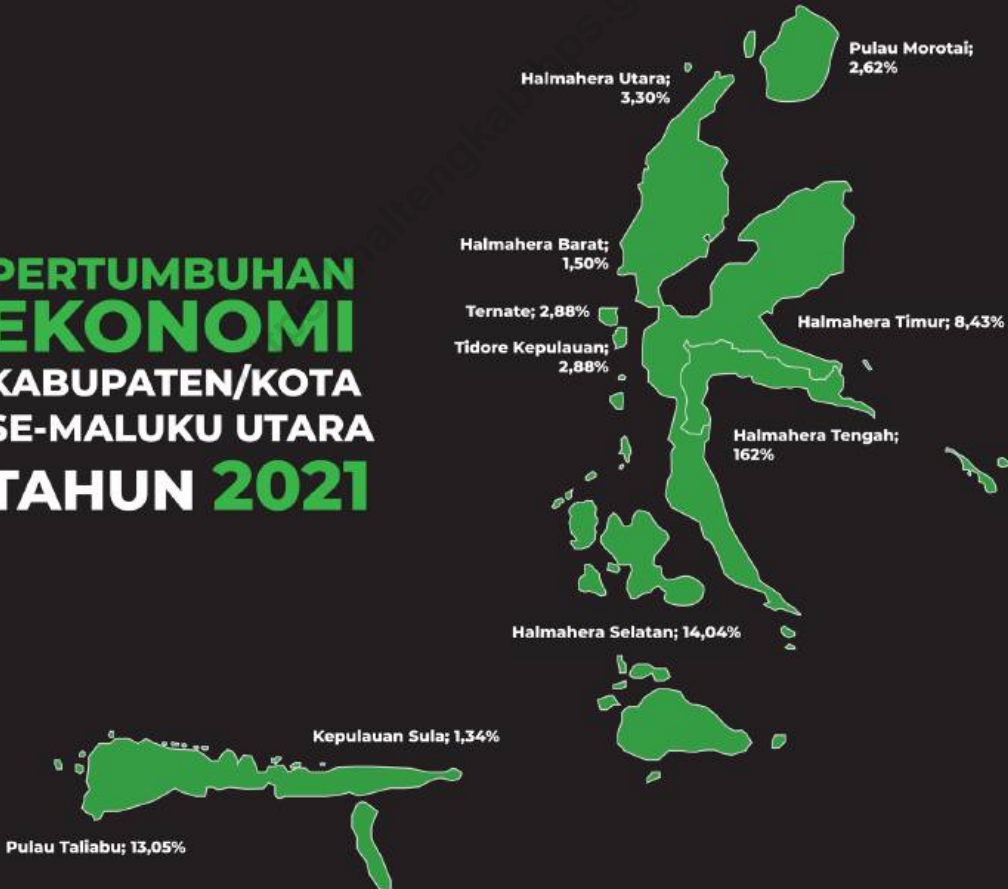 PERTUMBUHAN
EKONOMI
KABUPATEN/KOTA
SE-MALUKU UTARA
TAHUN 2021
Pulau Morotai;
2,62%
Halmahera Utara;
3,30%
Halmahera Barat;
1,50%
Ternate; 2,88%
Tidore Kepulauan;
2,88%
Halmahera Timur; 8,43%
Halmahera Tengah;
162%
Halmahera Selatan; 14,04%
Kepulauan Sula; 1,34%
Pulau Taliabu; 13,05%